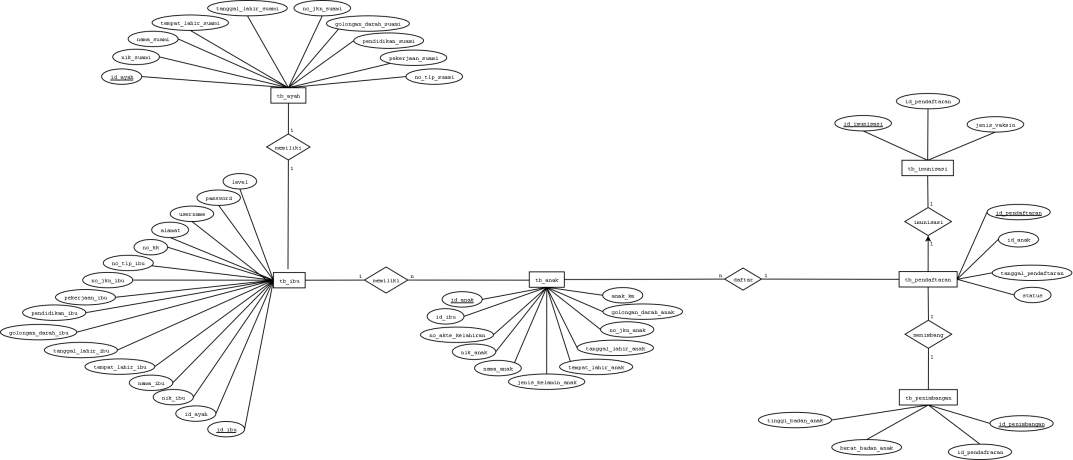 tanggal_lahir_suami
no_jkn_suami
tempat_lahir_suami
golongan_darah_suami
nama_suami
pendidikan_suami
nik_suami
pekerjaan_suami
id_ayah
no_tlp_suami
tb_ayah
1
memiliki
1
level
password
username
alamat
no_kk
no_tlp_ibu
no_jkn_ibu
pekerjaan_ibu
pendidikan_ibu
golongan_darah_ibu
tanggal_lahir_ibu
tempat_lahir_ibu
nama_ibu
nik_ibu
id_ayah
id_ibu
tb_ibu
1
memiliki
n
tb_anak
id_anak
id_ibu
no_akte_kelahiran
nik_anak
nama_anak
jenis_kelamin_anak
tempat_lahir_anak
tanggal_lahir_anak
no_jkn_anak
golongan_darah_anak
anak_ke
n
daftar
1
id_pendaftaran
id_imunisasi
jenis_vaksin
tb_imunisasi
1
imunisasi
1
tb_pendaftaran
id_pendaftaran
id_anak
tanggal_pendaftaran
status
1
menimbang
1
tb_penimbangan
tinggi_badan_anak
berat_badan_anak
id_pendafraran
id_penimbangan